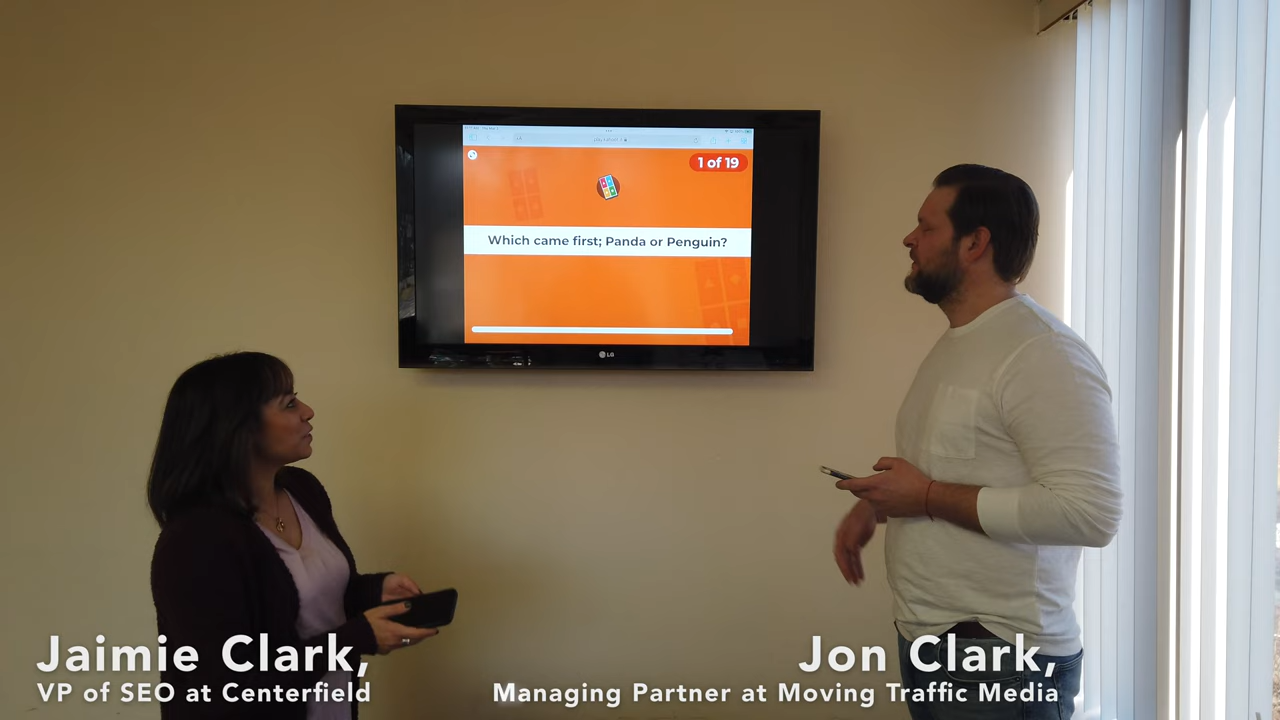 1 of 19
Which came first; Panda or Penguin?
LG
Jaimie Clark,
VP of SEO at Centerfield
Jon Clark,
Managing Partner at Moving Traffic Media